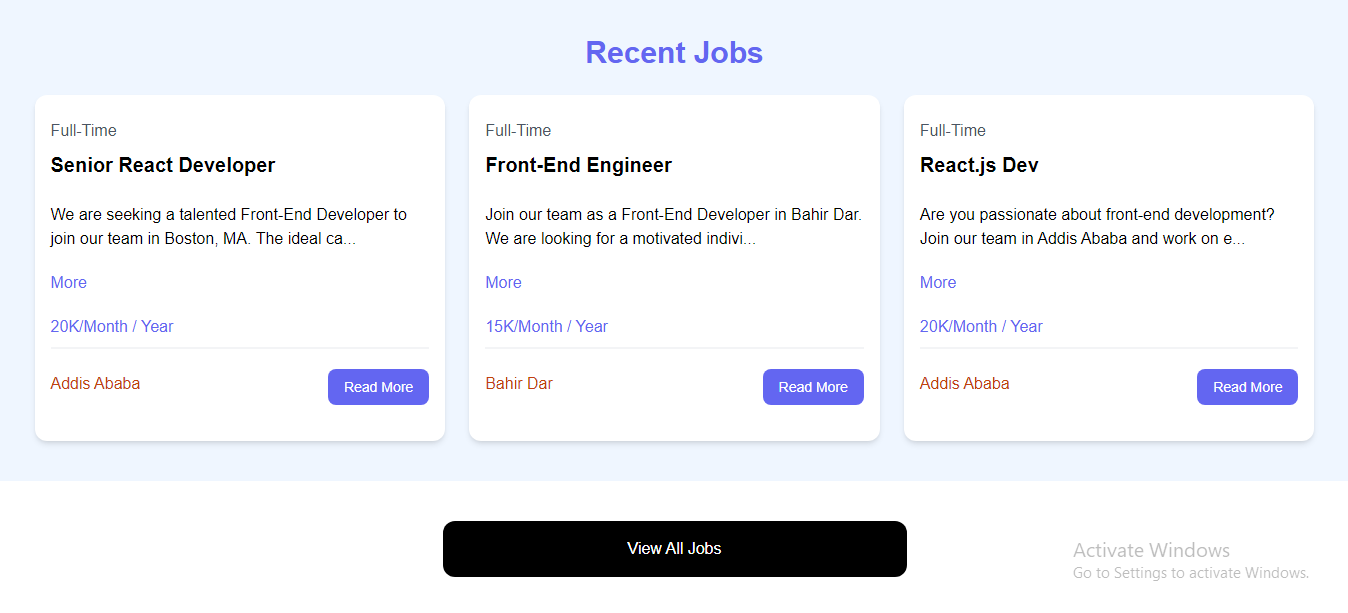 Recent Jobs
Full-Time
Senior React Developer
We are seeking a talented Front-End Developer to
join our team in Boston, MA. The ideal ca...
More
20K/Month / Year
Addis Ababa
Read More
Full-Time
Front-End Engineer
Join our team as a Front-End Developer in Bahir Dar.
We are looking for a motivated indivi...
More
15K/Month / Year
Bahir Dar
Read More
Full-Time
React.js Dev
Are you passionate about front-end development?
Join our team in Addis Ababa and work on e...
More
20K/Month / Year
Addis Ababa
Read More
View All Jobs
Activate Windows
Go to Settings to activate Windows.